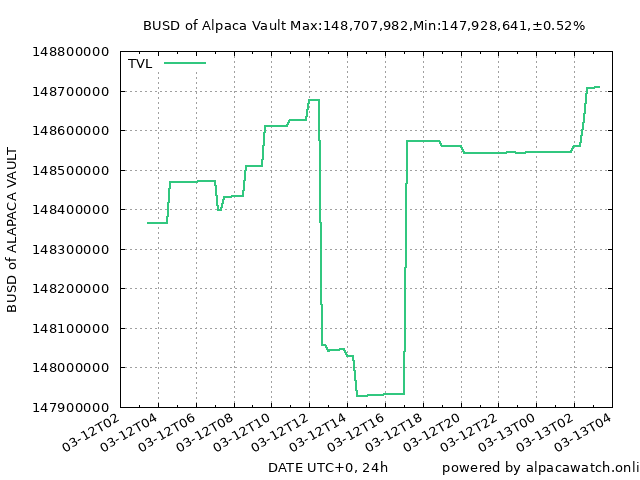 BUSD of Alpaca Vault Max:148,707,982,Min:147,928,641,±0.52%
TVL
148800000
148700000
148600000
148500000
148400000
148300000
148200000
148100000
148000000
147900000
BUSD of ALAPACA VAULT
03-12T02
03-12T04
03-12T06
03-12T08
03-12T10
03-12T12
03-12T14
03-12T16
03-12T18
03-12T20
03-12T22
03-13T00
03-13T02
03-13T04
DATE UTC+0, 24h
powered by alpacawatch.onli